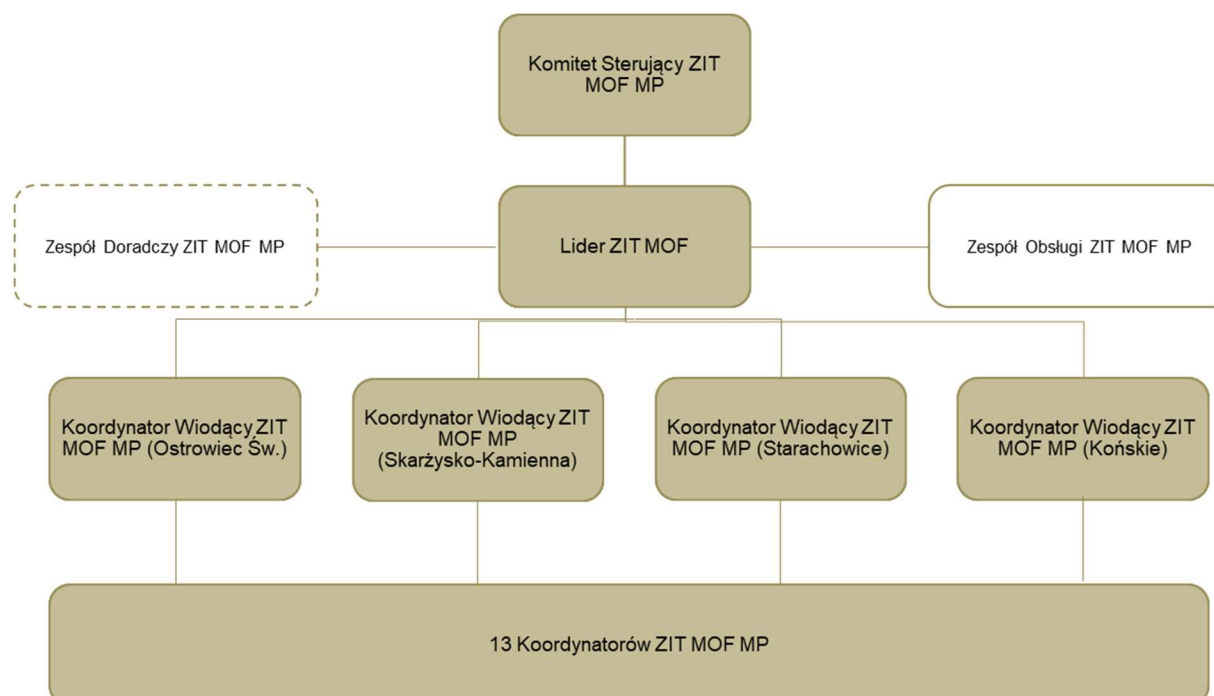 Komitet Sterujący ZIT
MOF MP
Zespół Doradczy ZIT MOF MP
Lider ZIT MOF
Zespół Obsługi ZIT MOF MP
Koordynator Wiodący ZIT
MOF MP (Ostrowiec Św.)
Koordynator Wiodący ZIT
MOF MP
(Skarżysko-Kamienna)
Koordynator Wiodący ZIT
MOF MP (Starachowice)
Koordynator Wiodący ZIT
MOF MP (Końskie)
13 Koordynatorów ZIT MOF MP